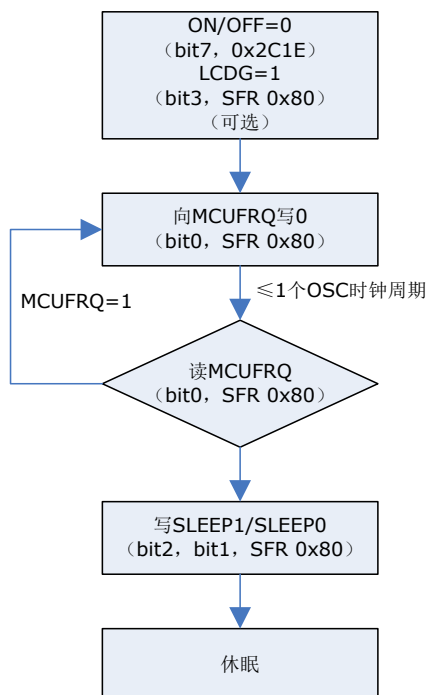 ON/OFF=0
（bit7，0x2C1E）
LCDG=1
（bit3，SFR 0x80）
（可选）
向MCUFRQ写0
（bit0，SFR 0x80）
≤1个OSC时钟周期
MCUFRQ=1
读MCUFRQ
（bit0，SFR 0x80）
写SLEEP1/SLEEP0
（bit2，bit1，SFR 0x80）
休眠